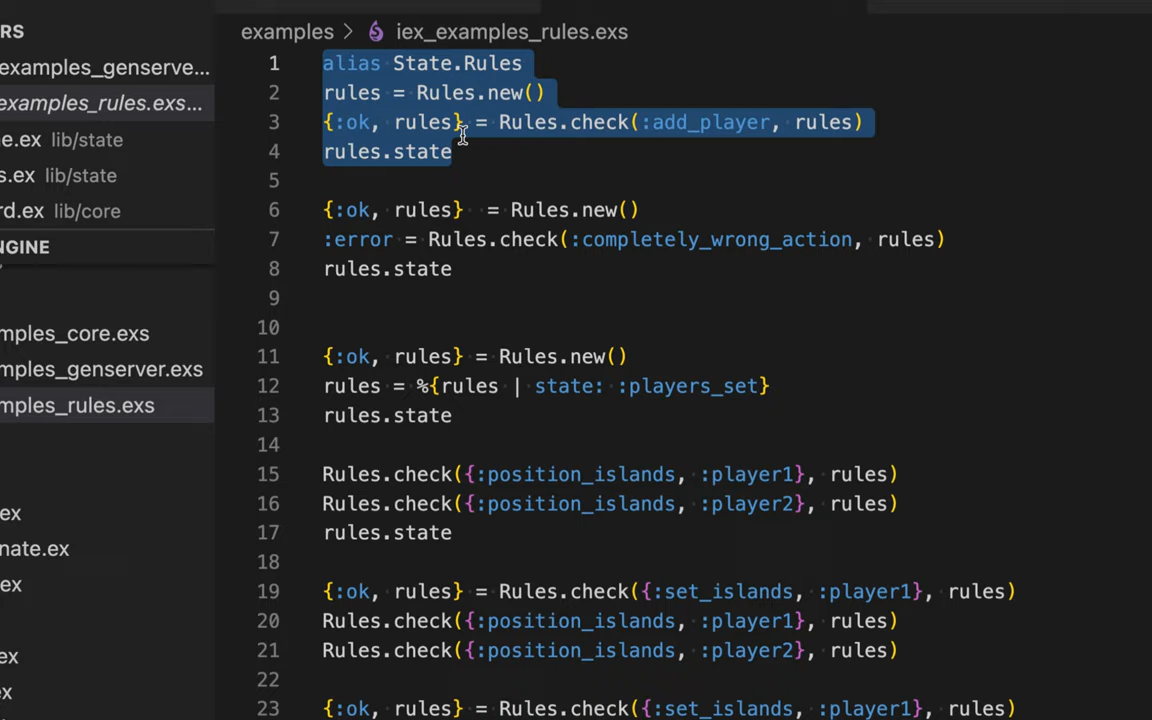 RS
examples_genserve...
examples_rules.exs...
e.ex lib/state
s.ex lib/state
rd.ex lib/core
NGINE
mples_core.exs
mples_genserver.exs
mples_rules.exs
ex
nate.ex
ex
ex
x
examples > iex_examples_rules.exs
1 alias State.Rules
2 rules = Rules.new()
3 {:ok, rules} = Rules.check(:add_player, rules)
4 rules.state
5
6 {:ok, rules}  = Rules.new()
7 :error = Rules.check(:completely_wrong_action, rules)
8 rules.state
9
10
11 {:ok, rules} = Rules.new()
12 rules = %{rules | state: :players_set}
13 rules.state
14
15 Rules.check({:position_islands, :player1}, rules)
16 Rules.check({:position_islands, :player2}, rules)
17 rules.state
18
19 {:ok, rules} = Rules.check({:set_islands, :player1}, rules)
20 Rules.check({:position_islands, :player1}, rules)
21 Rules.check({:position_islands, :player2}, rules)
22
23 {:ok, rules} = Rules.check({:set_islands, :player1}, rules)